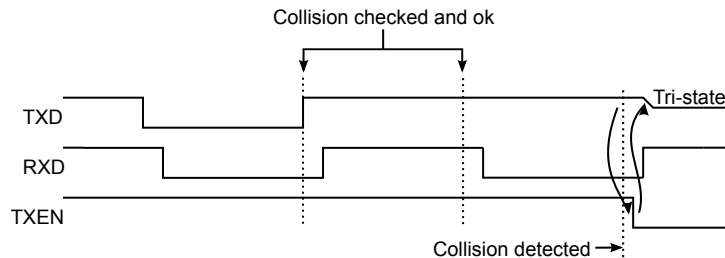 Collision checked and ok
TXD
Tri-state
RXD
TXEN
Collision detected